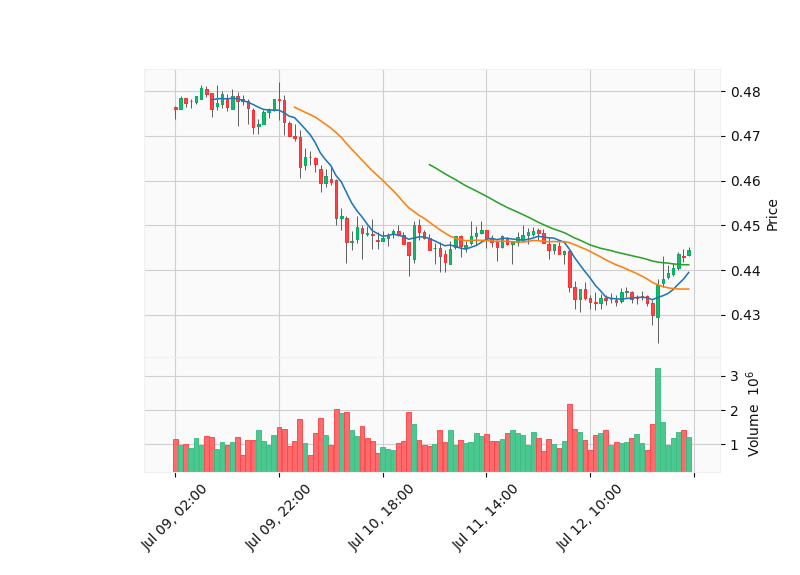 0.48
0.47
0.46
0.45
0.44
0.43
Price
3
2
1
Volume 10^6
Jul 09, 02:00
Jul 09, 22:00
Jul 10, 18:00
Jul 11, 14:00
Jul 12, 10:00